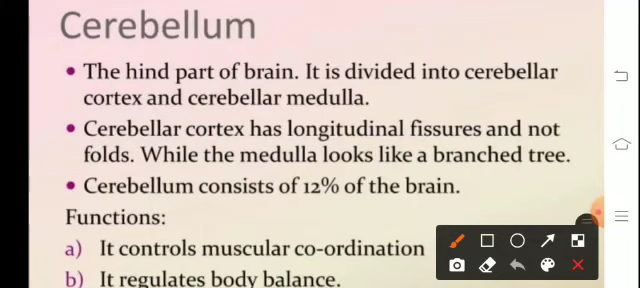 Cerebellum
• The hind part of brain. It is divided into cerebellar
cortex and cerebellar medulla.
• Cerebellar cortex has longitudinal fissures and not
folds. While the medulla looks like a branched tree.
• Cerebellum consists of 12% of the brain.
Functions:
a) It controls muscular co-ordination
b) It regulates body balance.